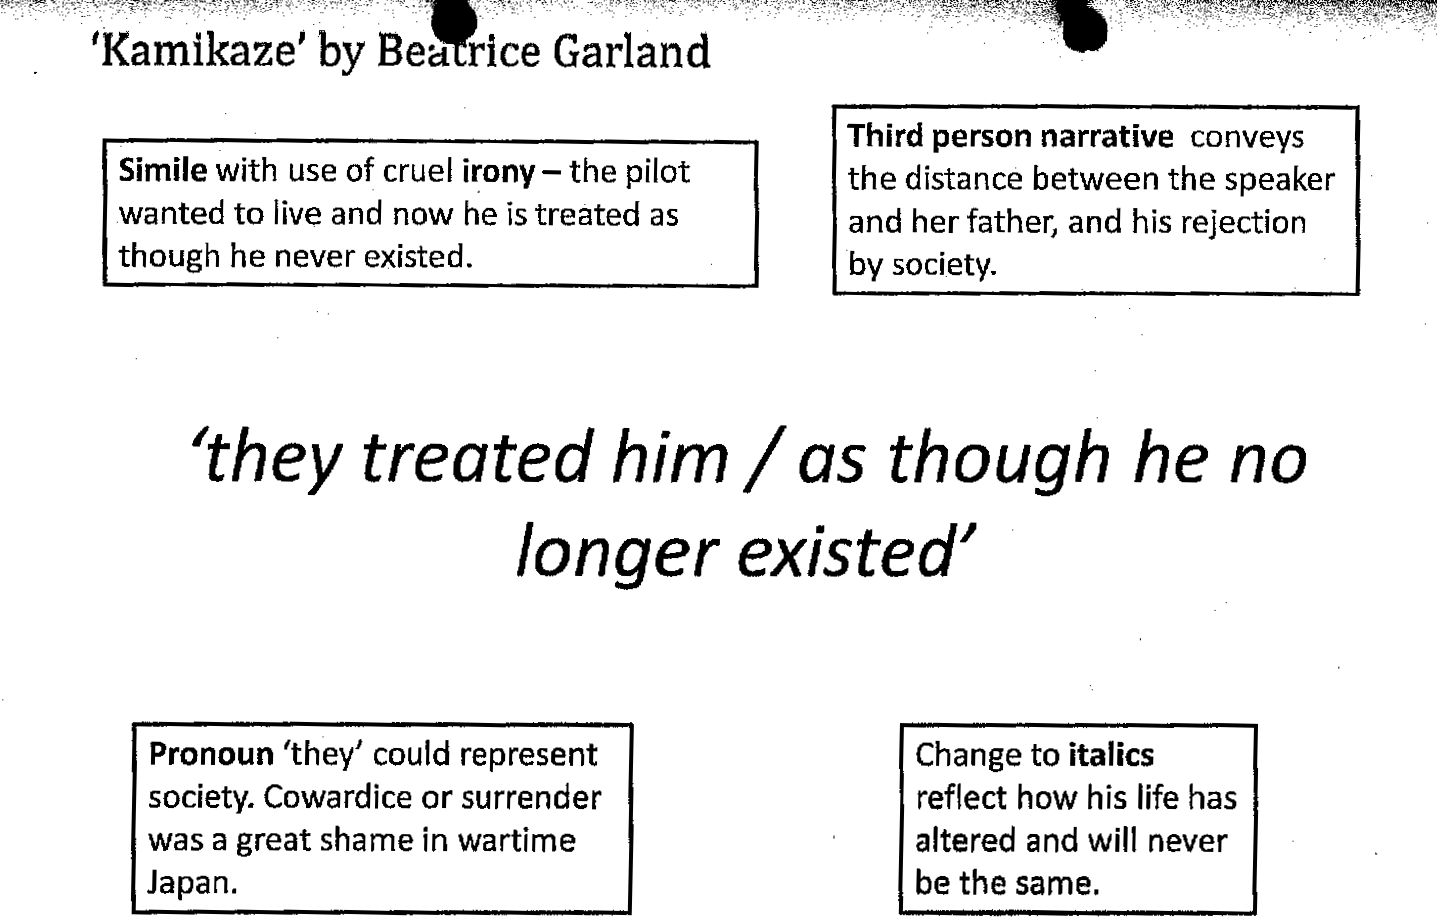 ‘Kamikaze’ by Beatrice Garland
Simile with use of cruel irony – the pilot
wanted to live and now he is treated as
though he never existed.
Third person narrative conveys
the distance between the speaker
and her father, and his rejection
by society.
‘they treated him / as though he no
longer existed’
Pronoun ‘they’ could represent
society. Cowardice or surrender
was a great shame in wartime
Japan.
Change to italics
reflect how his life has
altered and will never
be the same.